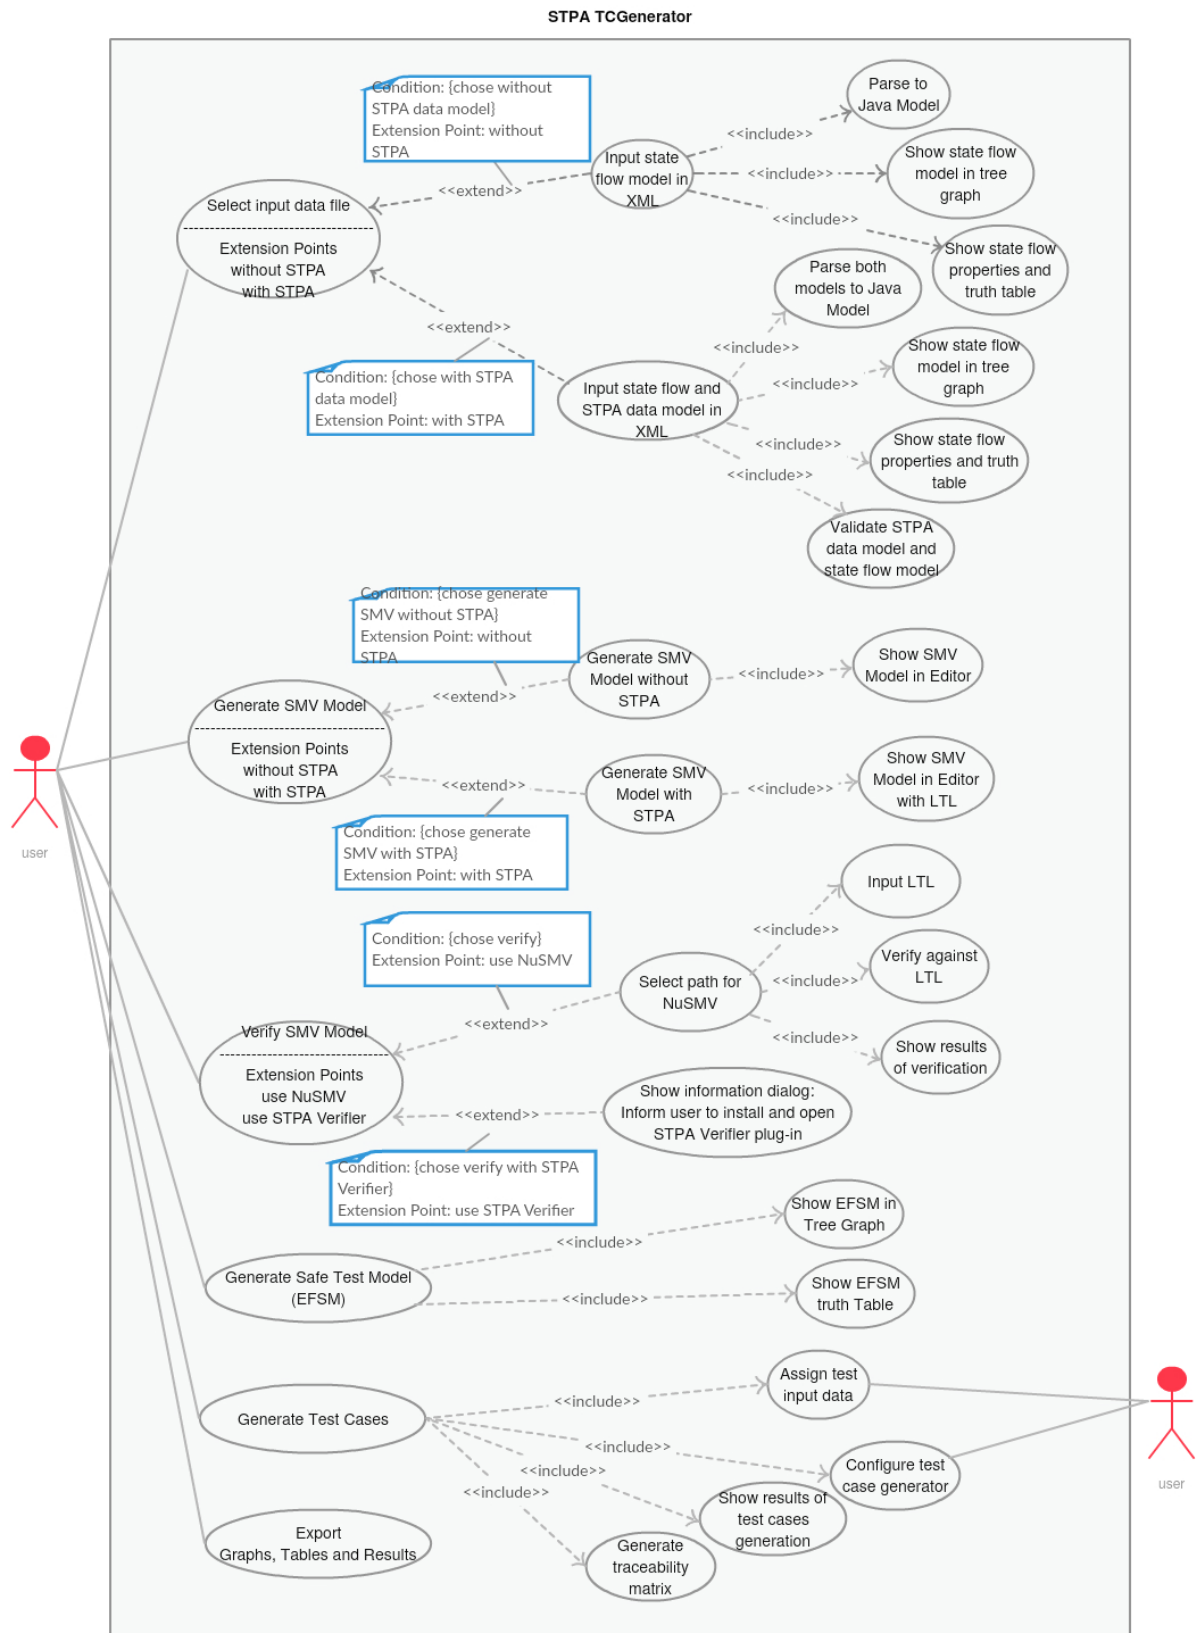 STPA TCGenerator
Condition: {chose without
STPA data model}
Extension Point: without
STPA
Parse to
Java Model
<<include>>
Input state
flow model in
XML
Show state flow
model in tree
graph
<<include>>
<<extend>>
Select input data file
---------------------------------
Extension Points
without STPA
with STPA
<<include>>
Show state flow
properties and
truth table
Parse both
models to Java
Model
<<extend>>
<<include>>
Show state flow
model in tree
graph
Condition: {chose with STPA
data model}
Extension Point: with STPA
Input state flow and
STPA data model in
XML
<<include>>
<<include>>
Show state flow
properties and truth
table
<<include>>
Validate STPA
data model and
state flow model
Condition: {chose generate
SMV without STPA}
Extension Point: without
STPA
Generate SMV
Model without
STPA
<<include>>
Show SMV
Model in Editor
<<extend>>
Generate SMV Model
---------------------------------
Extension Points
without STPA
with STPA
<<extend>>
Generate SMV
Model with
STPA
<<include>>
Show SMV
Model in Editor
with LTL
user
Condition: {chose generate
SMV with STPA}
Extension Point: with STPA
Input LTL
Condition: {chose verify}
Extension Point: use NuSMV
<<include>>
Select path for
NuSMV
<<include>>
Verify against
LTL
<<extend>>
<<include>>
Show results
of verification
Verify SMV Model
-----------------------------
Extension Points
use NuSMV
use STPA Verifier
<<extend>>
Show information dialog:
Inform user to install and open
STPA Verifier plug-in
Condition: {chose verify with STPA
Verifier}
Extension Point: use STPA Verifier
Show EFSM in
Tree Graph
<<include>>
Generate Safe Test Model
(EFSM)
<<include>>
Show EFSM
truth Table
Assign test
input data
<<include>>
Generate Test Cases
<<include>>
<<include>>
<<include>>
Configure test
case generator
user
Show results of
test cases
generation
Export
Graphs, Tables and Results
Generate
traceability
matrix